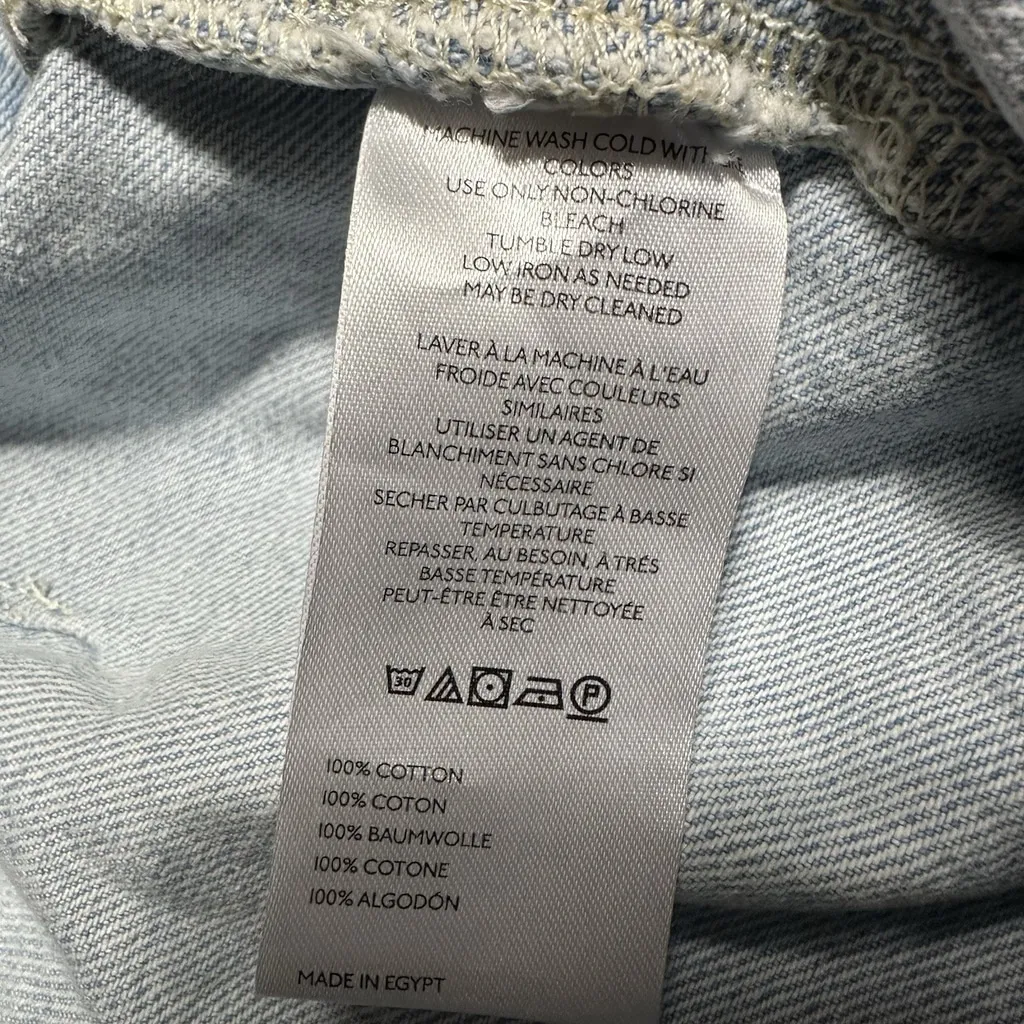 MACHINE WASH COLD WITH LIKE
COLORS
USE ONLY NON-CHLORINE
BLEACH
TUMBLE DRY LOW
LOW IRON AS NEEDED
MAY BE DRY CLEANED
LAVER À LA MACHINE À L'EAU
FROIDE AVEC COULEURS
SIMILAIRES
UTILISER UN AGENT DE
BLANCHIMENT SANS CHLORE SI
NÉCESSAIRE
SECHER PAR CULBUTAGE À BASSE
TEMPERATURE
REPASSER, AU BESOIN, À TRÉS
BASSE TEMPÉRATURE
PEUT-ÊTRE ÊTRE NETTOYÉE
À SEC
30 P
100% COTTON
100% COTON
100% BAUMWOLLE
100% COTONE
100% ALGODÓN
MADE IN EGYPT